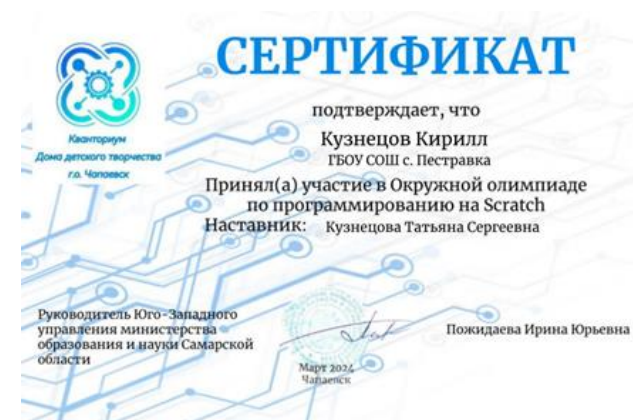 СЕРТИФИКАТ
Кванториум
Дома детского творчества
г.о. Чапаевск
подтверждает, что
Кузнецов Кирилл
ГБОУ СОШ с. Пестравка
Принял(а) участие в Окружной олимпиаде
по программированию на Scratch
Наставник: Кузнецова Татьяна Сергеевна
Руководитель Юго-Западного
управления министерства
образования и науки Самарской
области
Пожидаева Ирина Юрьевна
Март 2024
Чапаевск